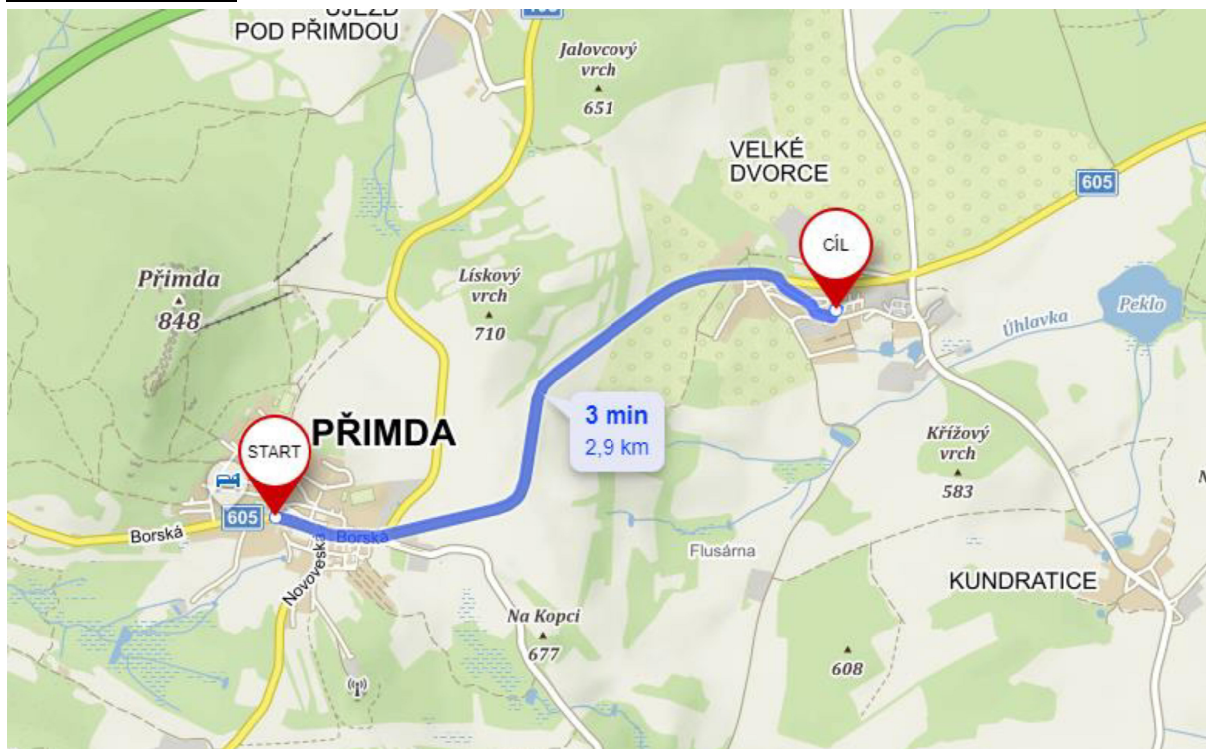 ÚJEZD
POD PŘIMDOU
Jalovcový
vrch
651
VELKÉ
DVORCE
605
CÍL
Přimda
848
Lískový
vrch
710
Peklo
Úhlavka
3 min
2,9 km
PŘIMDA
START
Křížový
vrch
583
605
Borská
Borská
Novoveská
Flusárna
KUNDRATICE
Na Kopci
677
608